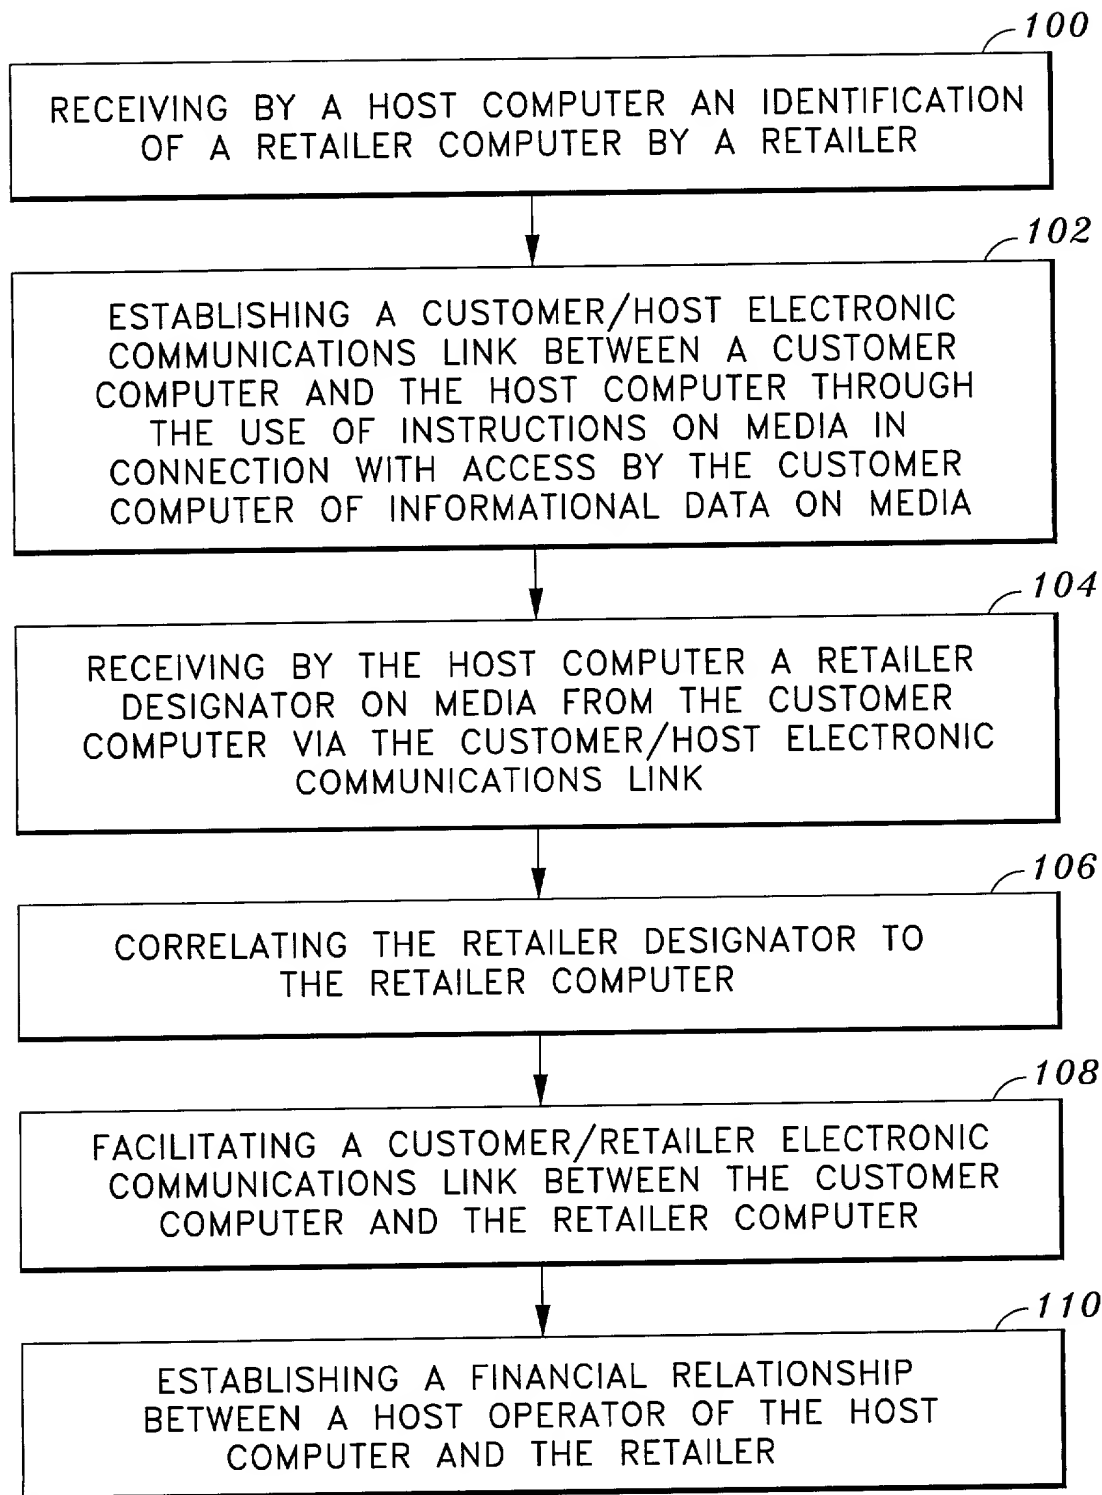 100
RECEIVING BY A HOST COMPUTER AN IDENTIFICATION
OF A RETAILER COMPUTER BY A RETAILER
102
ESTABLISHING A CUSTOMER/HOST ELECTRONIC
COMMUNICATIONS LINK BETWEEN A CUSTOMER
COMPUTER AND THE HOST COMPUTER THROUGH
THE USE OF INSTRUCTIONS ON MEDIA IN
CONNECTION WITH ACCESS BY THE CUSTOMER
COMPUTER OF INFORMATIONAL DATA ON MEDIA
104
RECEIVING BY THE HOST COMPUTER A RETAILER
DESIGNATOR ON MEDIA FROM THE CUSTOMER
COMPUTER VIA THE CUSTOMER/HOST ELECTRONIC
COMMUNICATIONS LINK
106
CORRELATING THE RETAILER DESIGNATOR TO
THE RETAILER COMPUTER
108
FACILITATING A CUSTOMER/RETAILER ELECTRONIC
COMMUNICATIONS LINK BETWEEN THE CUSTOMER
COMPUTER AND THE RETAILER COMPUTER
110
ESTABLISHING A FINANCIAL RELATIONSHIP
BETWEEN A HOST OPERATOR OF THE HOST
COMPUTER AND THE RETAILER